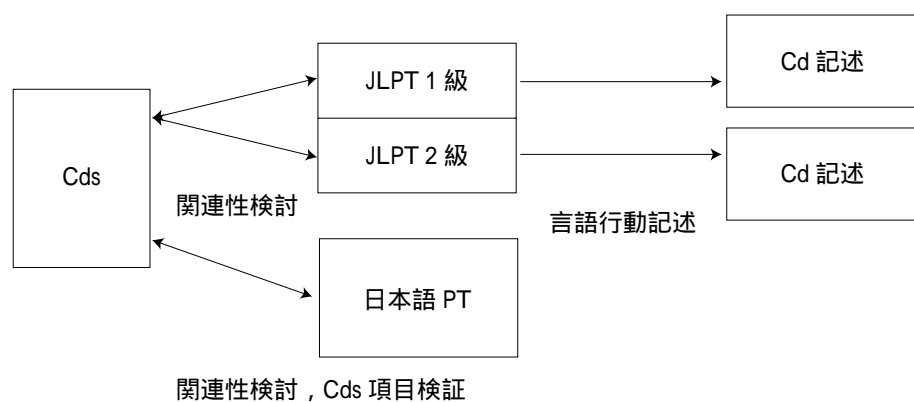 Cds
JLPT 1 級
JLPT 2 級
Cd 記述
Cd 記述
関連性検討
言語行動記述
日本語 PT
関連性検討 , Cds 項目検証